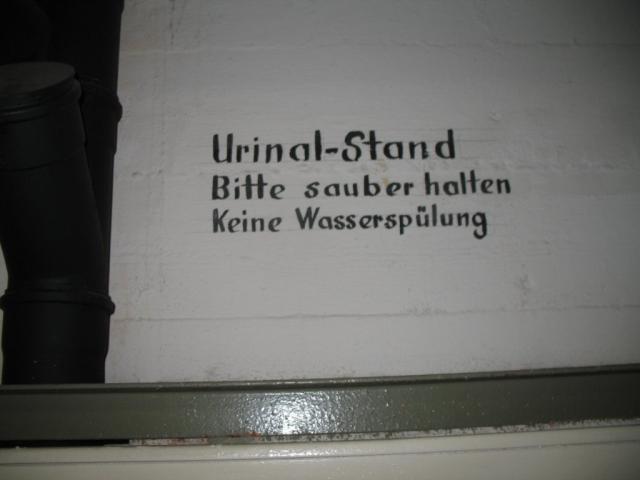 Urinal-Stand
Bitte sauber halten
Keine Wasserspülung